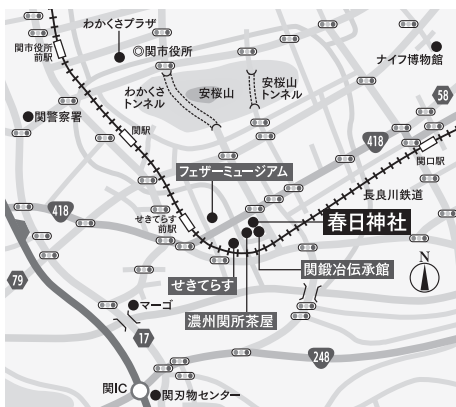 わかくさプラザ
関市役所
前駅
◎関市役所
ナイフ博物館
わかくさ
トンネル
安桜山
安桜山
トンネル
58
関警察署
関駅
418
関口駅
フェザーミュージアム
長良川鉄道
418
せきてらす
前駅
春日神社
関鍛冶伝承館
せきてらす
N
79
マーゴ
濃州関所茶屋
17
248
関IC
関刃物センター